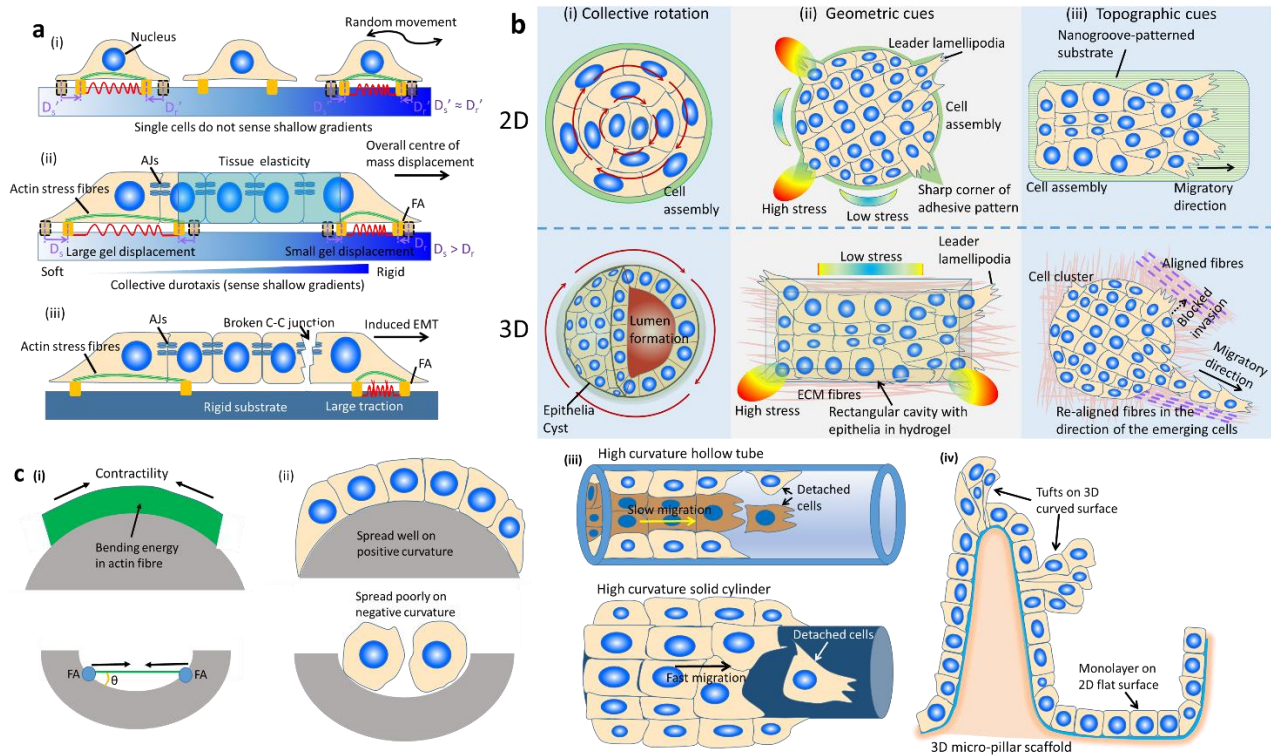 a
(i)
Nucleus
Random movement
Dₛ'
Dᵣ'
Dₛ' ≈ Dᵣ'
Single cells do not sense shallow gradients
(ii)
AJs
Tissue elasticity
Overall centre of
mass displacement
Actin stress fibres
FA
Dₛ
Large gel displacement
Small gel displacement
Dᵣ
Dₛ > Dᵣ
Soft
Rigid
Collective durotaxis (sense shallow gradients)
(iii)
AJs
Broken C-C junction
Induced EMT
Actin stress fibres
FA
Rigid substrate
Large traction
b
(i) Collective rotation
(ii) Geometric cues
(iii) Topographic cues
2D
Cell
assembly
Leader lamellipodia
Cell
assembly
High stress
Low stress
Sharp corner of
adhesive pattern
Nanogroove-patterned
substrate
Cell assembly
Migratory
direction
3D
Lumen
formation
Epithelia
Cyst
Low stress
Leader
lamellipodia
High stress
ECM fibres
Rectangular cavity with
epithelia in hydrogel
Cell cluster
Aligned fibres
Blocked
invasion
Migratory
direction
Re-aligned fibres in the
direction of the emerging cells
c
(i)
Contractility
Bending energy
in actin fibre
FA
θ
FA
(ii)
Spread well on
positive curvature
Spread poorly on
negative curvature
(iii)
High curvature hollow tube
Slow migration
Detached
cells
High curvature solid cylinder
Detached cells
Fast migration
(iv)
Tufts on 3D
curved surface
Monolayer on
2D flat surface
3D micro-pillar scaffold